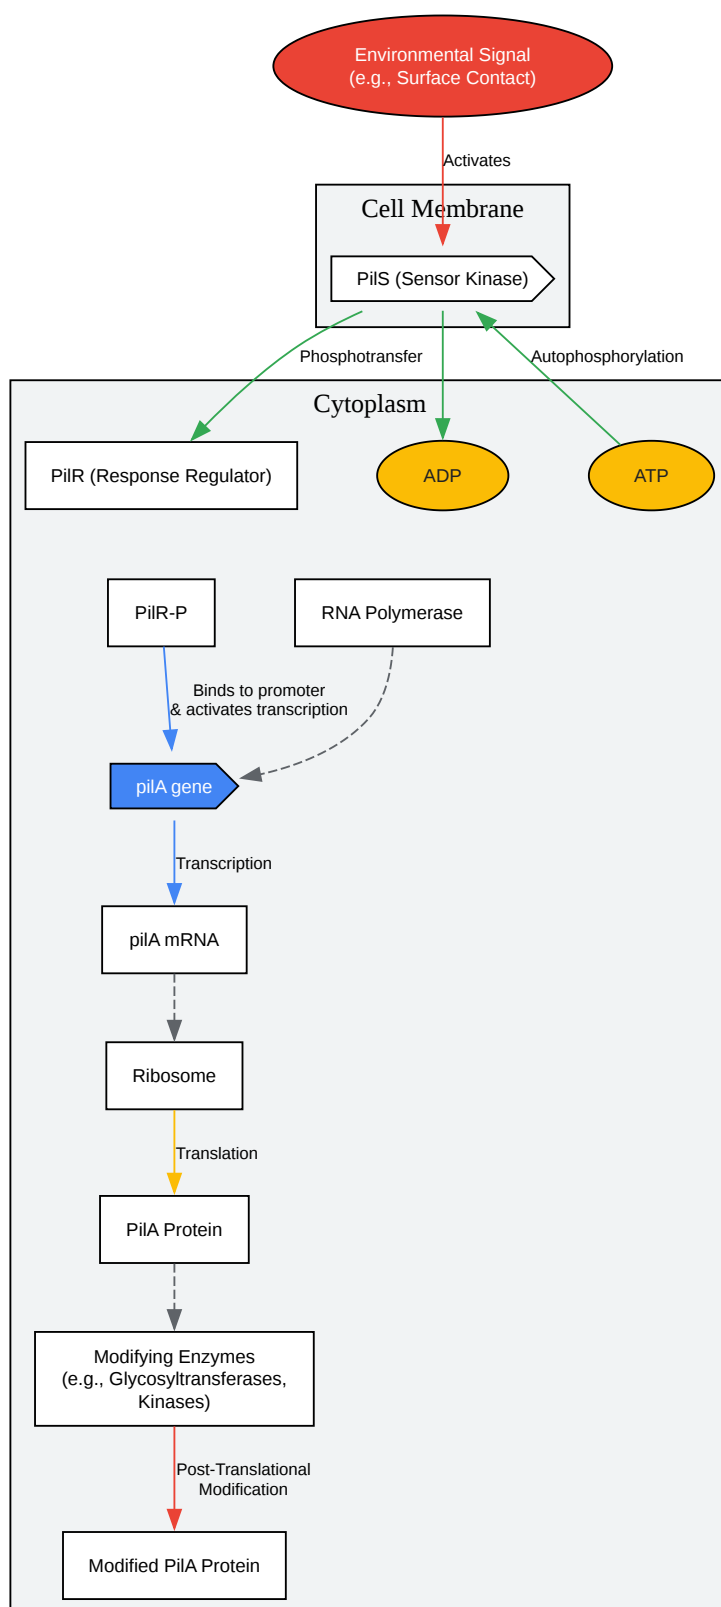 Environmental Signal
(e.g., Surface Contact)
Activates
Cell Membrane
PilS (Sensor Kinase)
Phosphotransfer
Autophosphorylation
Cytoplasm
PilR (Response Regulator)
ADP
ATP
PilR-P
RNA Polymerase
Binds to promoter
& activates transcription
pilA gene
Transcription
pilA mRNA
Ribosome
Translation
PilA Protein
Modifying Enzymes
(e.g., Glycosyltransferases,
Kinases)
Post-Translational
Modification
Modified PilA Protein